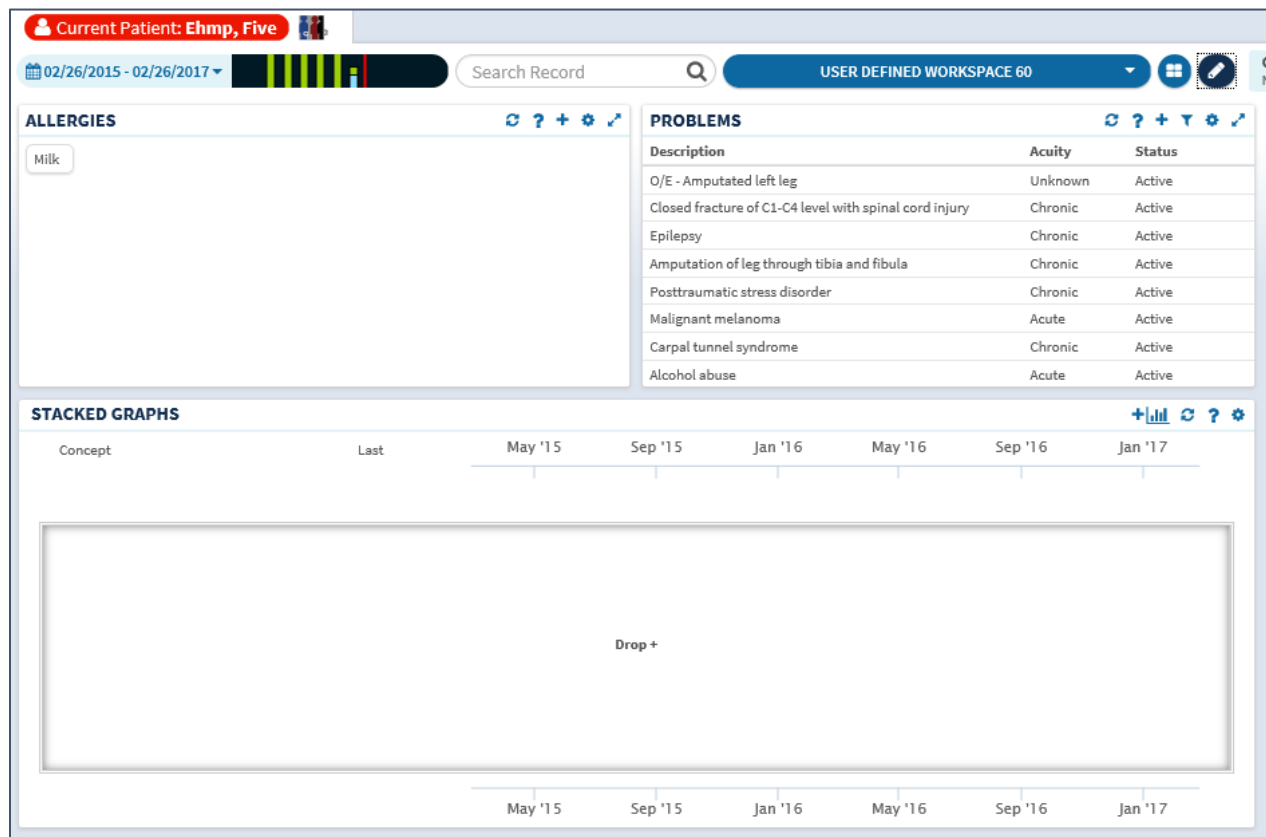 Current Patient: Ehmp, Five
02/26/2015 - 02/26/2017
Search Record
USER DEFINED WORKSPACE 60
ALLERGIES
Milk
PROBLEMS
Description Acuity Status
O/E - Amputated left leg Unknown Active
Closed fracture of C1-C4 level with spinal cord injury Chronic Active
Epilepsy Chronic Active
Amputation of leg through tibia and fibula Chronic Active
Posttraumatic stress disorder Chronic Active
Malignant melanoma Acute Active
Carpal tunnel syndrome Chronic Active
Alcohol abuse Acute Active
STACKED GRAPHS
Concept Last May '15 Sep '15 Jan '16 May '16 Sep '16 Jan '17
Drop +
May '15 Sep '15 Jan '16 May '16 Sep '16 Jan '17